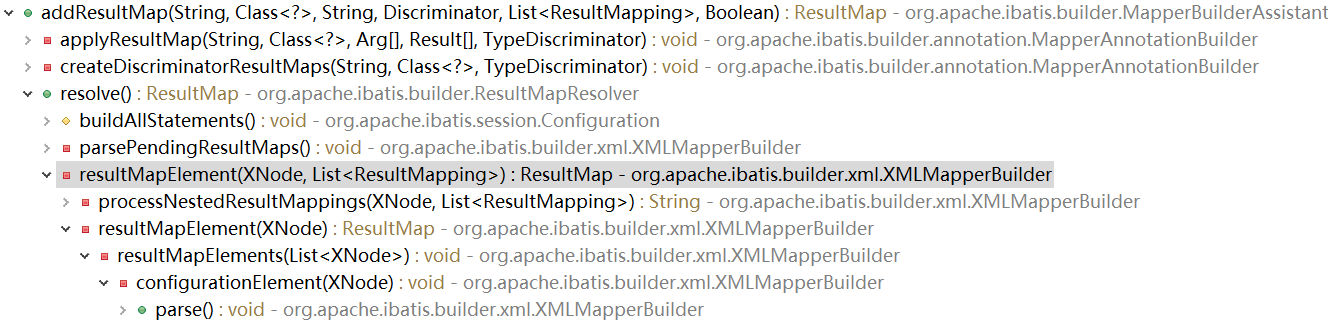 addResultMap(String, Class<?>, String, Discriminator, List<ResultMapping>, Boolean) : ResultMap - org.apache.ibatis.builder.MapperBuilderAssistant
applyResultMap(String, Class<?>, Arg[], Result[], TypeDiscriminator) : void - org.apache.ibatis.builder.annotation.MapperAnnotationBuilder
createDiscriminatorResultMaps(String, Class<?>, TypeDiscriminator) : void - org.apache.ibatis.builder.annotation.MapperAnnotationBuilder
resolve() : ResultMap - org.apache.ibatis.builder.ResultMapResolver
buildAllStatements() : void - org.apache.ibatis.session.Configuration
parsePendingResultMaps() : void - org.apache.ibatis.builder.xml.XMLMapperBuilder
resultMapElement(XNode, List<ResultMapping>) : ResultMap - org.apache.ibatis.builder.xml.XMLMapperBuilder
processNestedResultMappings(XNode, List<ResultMapping>) : String - org.apache.ibatis.builder.xml.XMLMapperBuilder
resultMapElement(XNode) : ResultMap - org.apache.ibatis.builder.xml.XMLMapperBuilder
resultMapElements(List<XNode>) : void - org.apache.ibatis.builder.xml.XMLMapperBuilder
configurationElement(XNode) : void - org.apache.ibatis.builder.xml.XMLMapperBuilder
parse() : void - org.apache.ibatis.builder.xml.XMLMapperBuilder